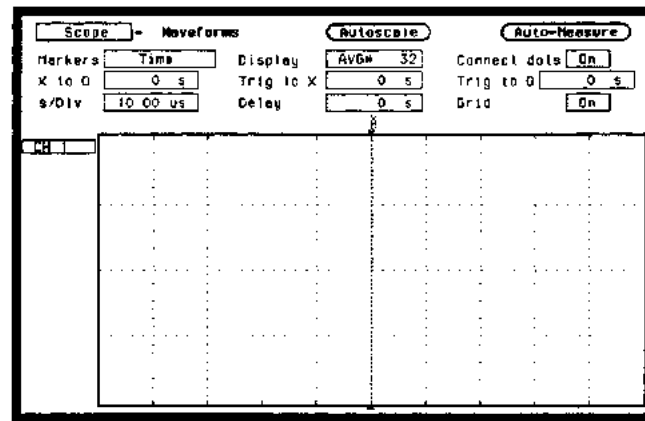 Scope - Waveforms Autoscale Auto-Measure
Markers Time Display AVG# 32 Connect dots On
X to O 0 s Trig to X 0 s Trig to O 0 s
s/Div 10.00 us Delay 0 s Grid On
X
CH 1